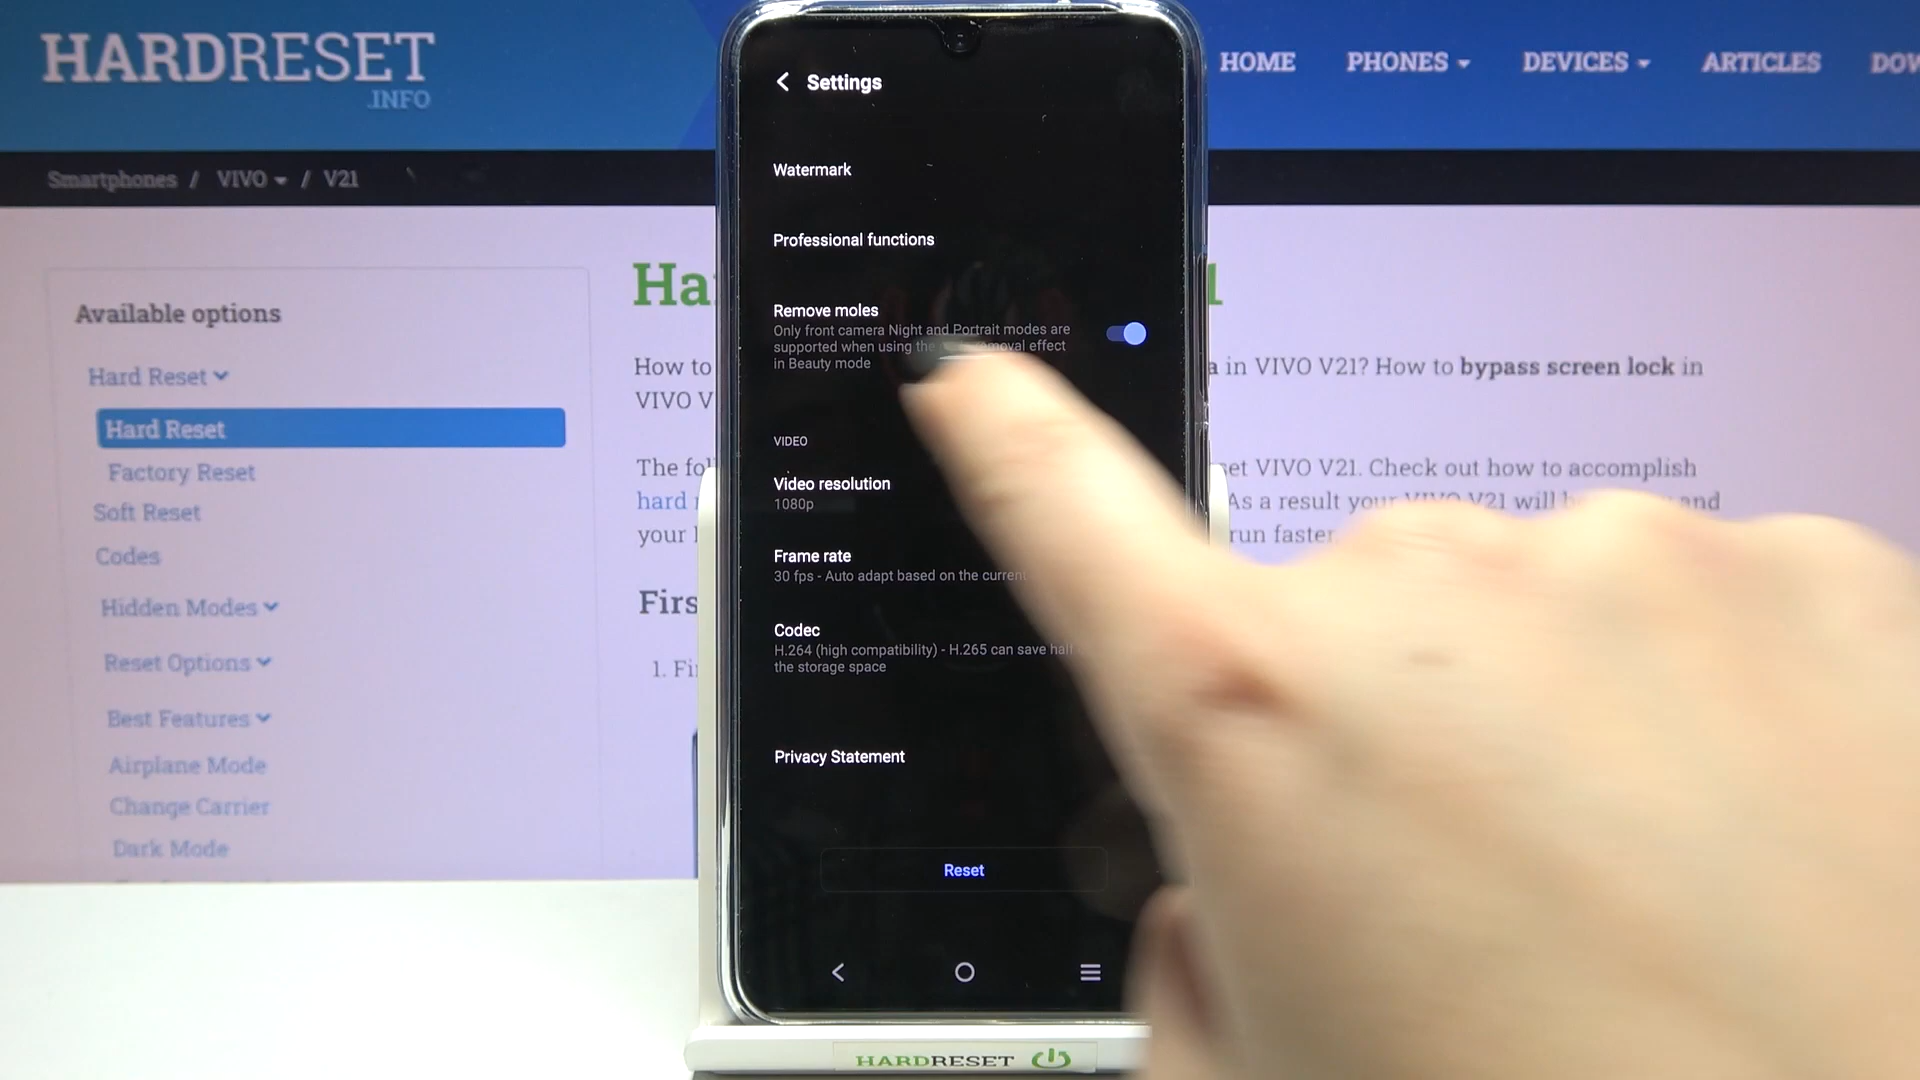 HARDRESET
.INFO
HOME PHONES DEVICES ARTICLES
Smartphones / VIVO / V21
Available options
Hard Reset
Hard Reset
Factory Reset
Soft Reset
Codes
Hidden Modes
Reset Options
Best Features
Airplane Mode
Change Carrier
Dark Mode
How to
in VIVO V21? How to bypass screen lock in
The
set VIVO V21. Check out how to accomplish
hard
As a result your VIVO V21 will and
your
run faster.
1.
Settings
Watermark
Professional functions
Remove moles
Only front camera Night and Portrait modes are
supported when using the removal effect
in Beauty mode
VIDEO
Video resolution
1080p
Frame rate
30 fps - Auto adapt based on the current
Codec
H.264 (high compatibility) - H.265 can save half
the storage space
Privacy Statement
Reset
HARDRESET